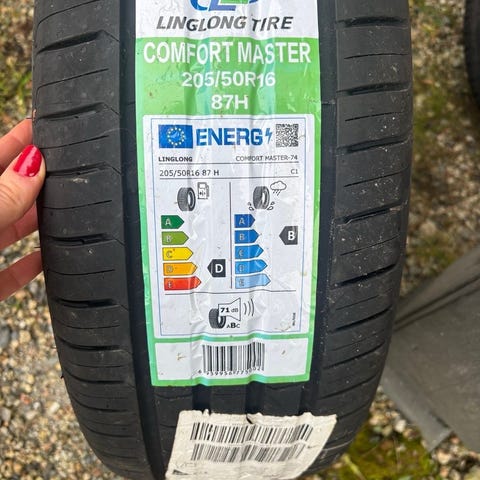 LINGLONG TIRE
COMFORT MASTER
205/50R16
87H
ENERG
LINGLONG COMFORT MASTER-74
205/50R16 87 H C1
A
B
C
D
E
D
A
B
C
D
E
B
71 dB
ABC